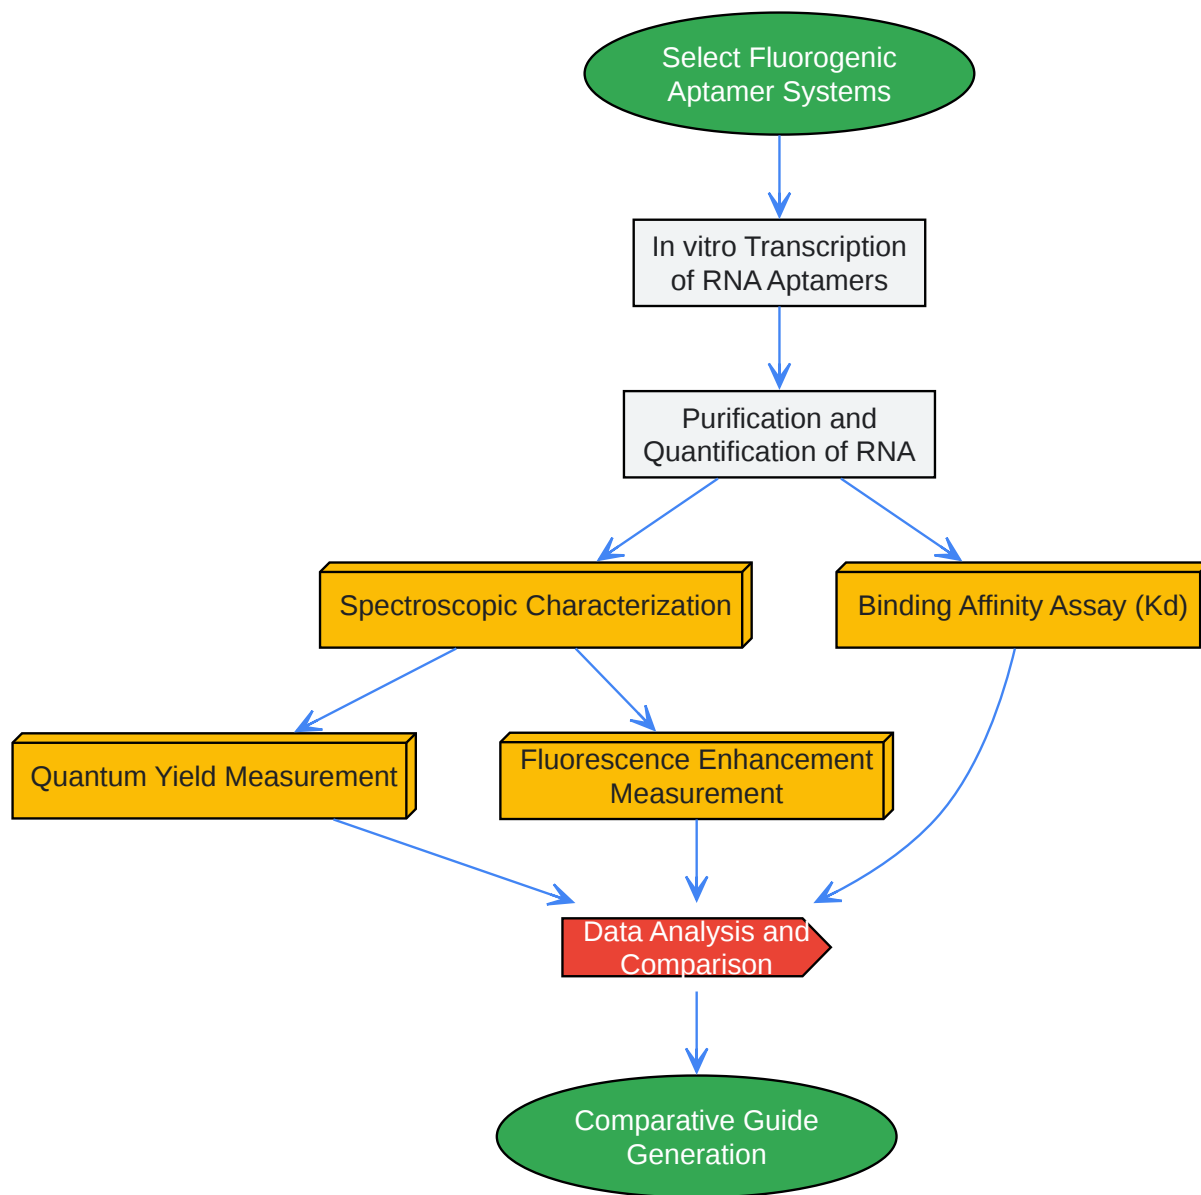 Select Fluorogenic
Aptamer Systems
In vitro Transcription
of RNA Aptamers
Purification and
Quantification of RNA
Spectroscopic Characterization
Binding Affinity Assay (Kd)
Quantum Yield Measurement
Fluorescence Enhancement
Measurement
Data Analysis and
Comparison
Comparative Guide
Generation